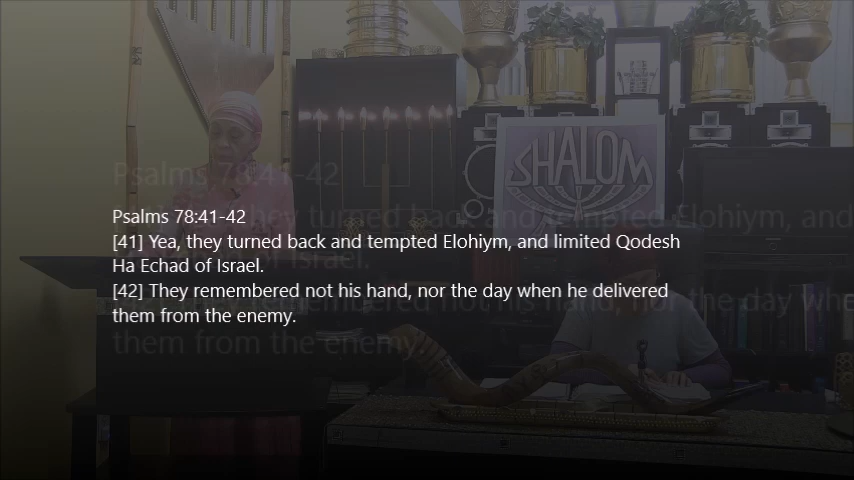 SHALOM
Psalms 78:41-42
[41] Yea, they turned back and tempted Elohiym, and limited Qodesh
Ha Echad of Israel.
[42] They remembered not his hand, nor the day when he delivered
them from the enemy.